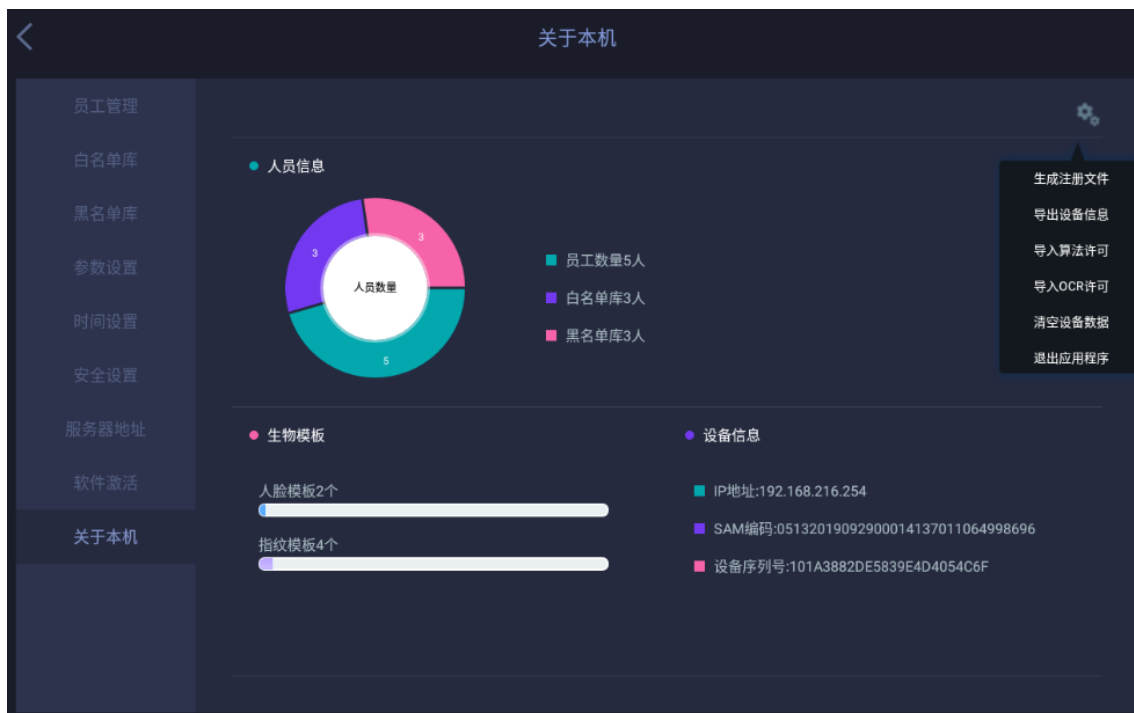 关于本机
员工管理
白名单库
黑名单库
参数设置
时间设置
安全设置
服务器地址
软件激活
关于本机
人员信息
3
3
人员数量
5
员工数量5人
白名单库3人
黑名单库3人
生成注册文件
导出设备信息
导入算法许可
导入OCR许可
清空设备数据
退出应用程序
生物模板
人脸模板2个
指纹模板4个
设备信息
IP地址:192.168.216.254
SAM编码:05132019092900014137011064998696
设备序列号:101A3882DE5839E4D4054C6F